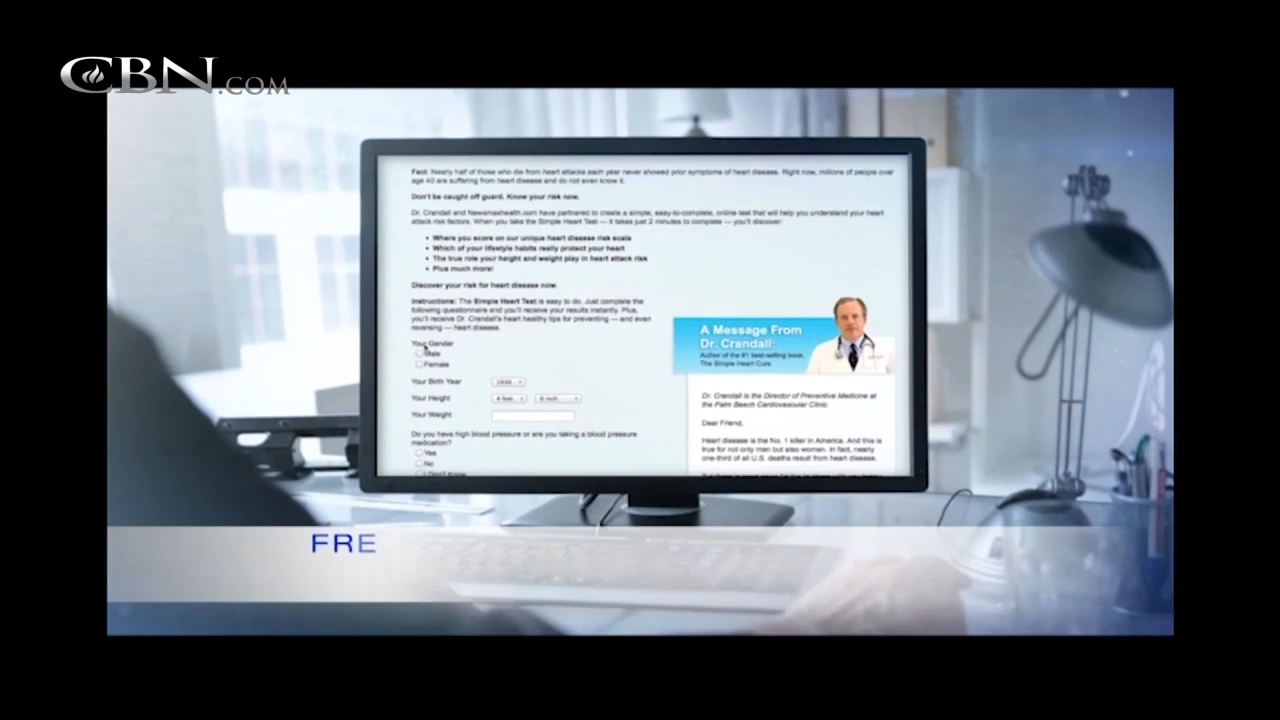 CBN.COM
Fact: Nearly half of those who die from heart attacks each year never showed prior symptoms of heart disease. Right now, millions of people over
age 40 are suffering from heart disease and do not even know it.
Don't be caught off guard. Know your risk now.
Dr. Crandall and Newsmaxhealth.com have partnered to create a simple, easy-to-complete, online test that will help you understand your heart
attack risk factors. When you take the Simple Heart Test — it takes just 2 minutes to complete — you'll discover:
• Where you score on our unique heart disease risk scale
• Which of your lifestyle habits really protect your heart
• The true role your height and weight play in heart attack risk
• Plus much more!
Discover your risk for heart disease now.
Instructions: The Simple Heart Test is easy to do. Just complete the
following questionnaire and you'll receive your results instantly. Plus,
you'll receive Dr. Crandall's heart healthy tips for preventing — and even
reversing — heart disease.
Your Gender
Male
Female
Your Birth Year 1930
Your Height 4 feet 0 inch
Your Weight
Do you have high blood pressure or are you taking a blood pressure
medication?
Yes
No
I Don't Know
A Message From
Dr. Crandall:
Author of the #1 best-selling book,
The Simple Heart Cure
Dr. Crandall is the Director of Preventive Medicine at
the Palm Beach Cardiovascular Clinic
Dear Friend,
Heart disease is the No. 1 killer in America. And this is
true for not only men but also women. In fact, nearly
one-third of all U.S. deaths result from heart disease.
FRE